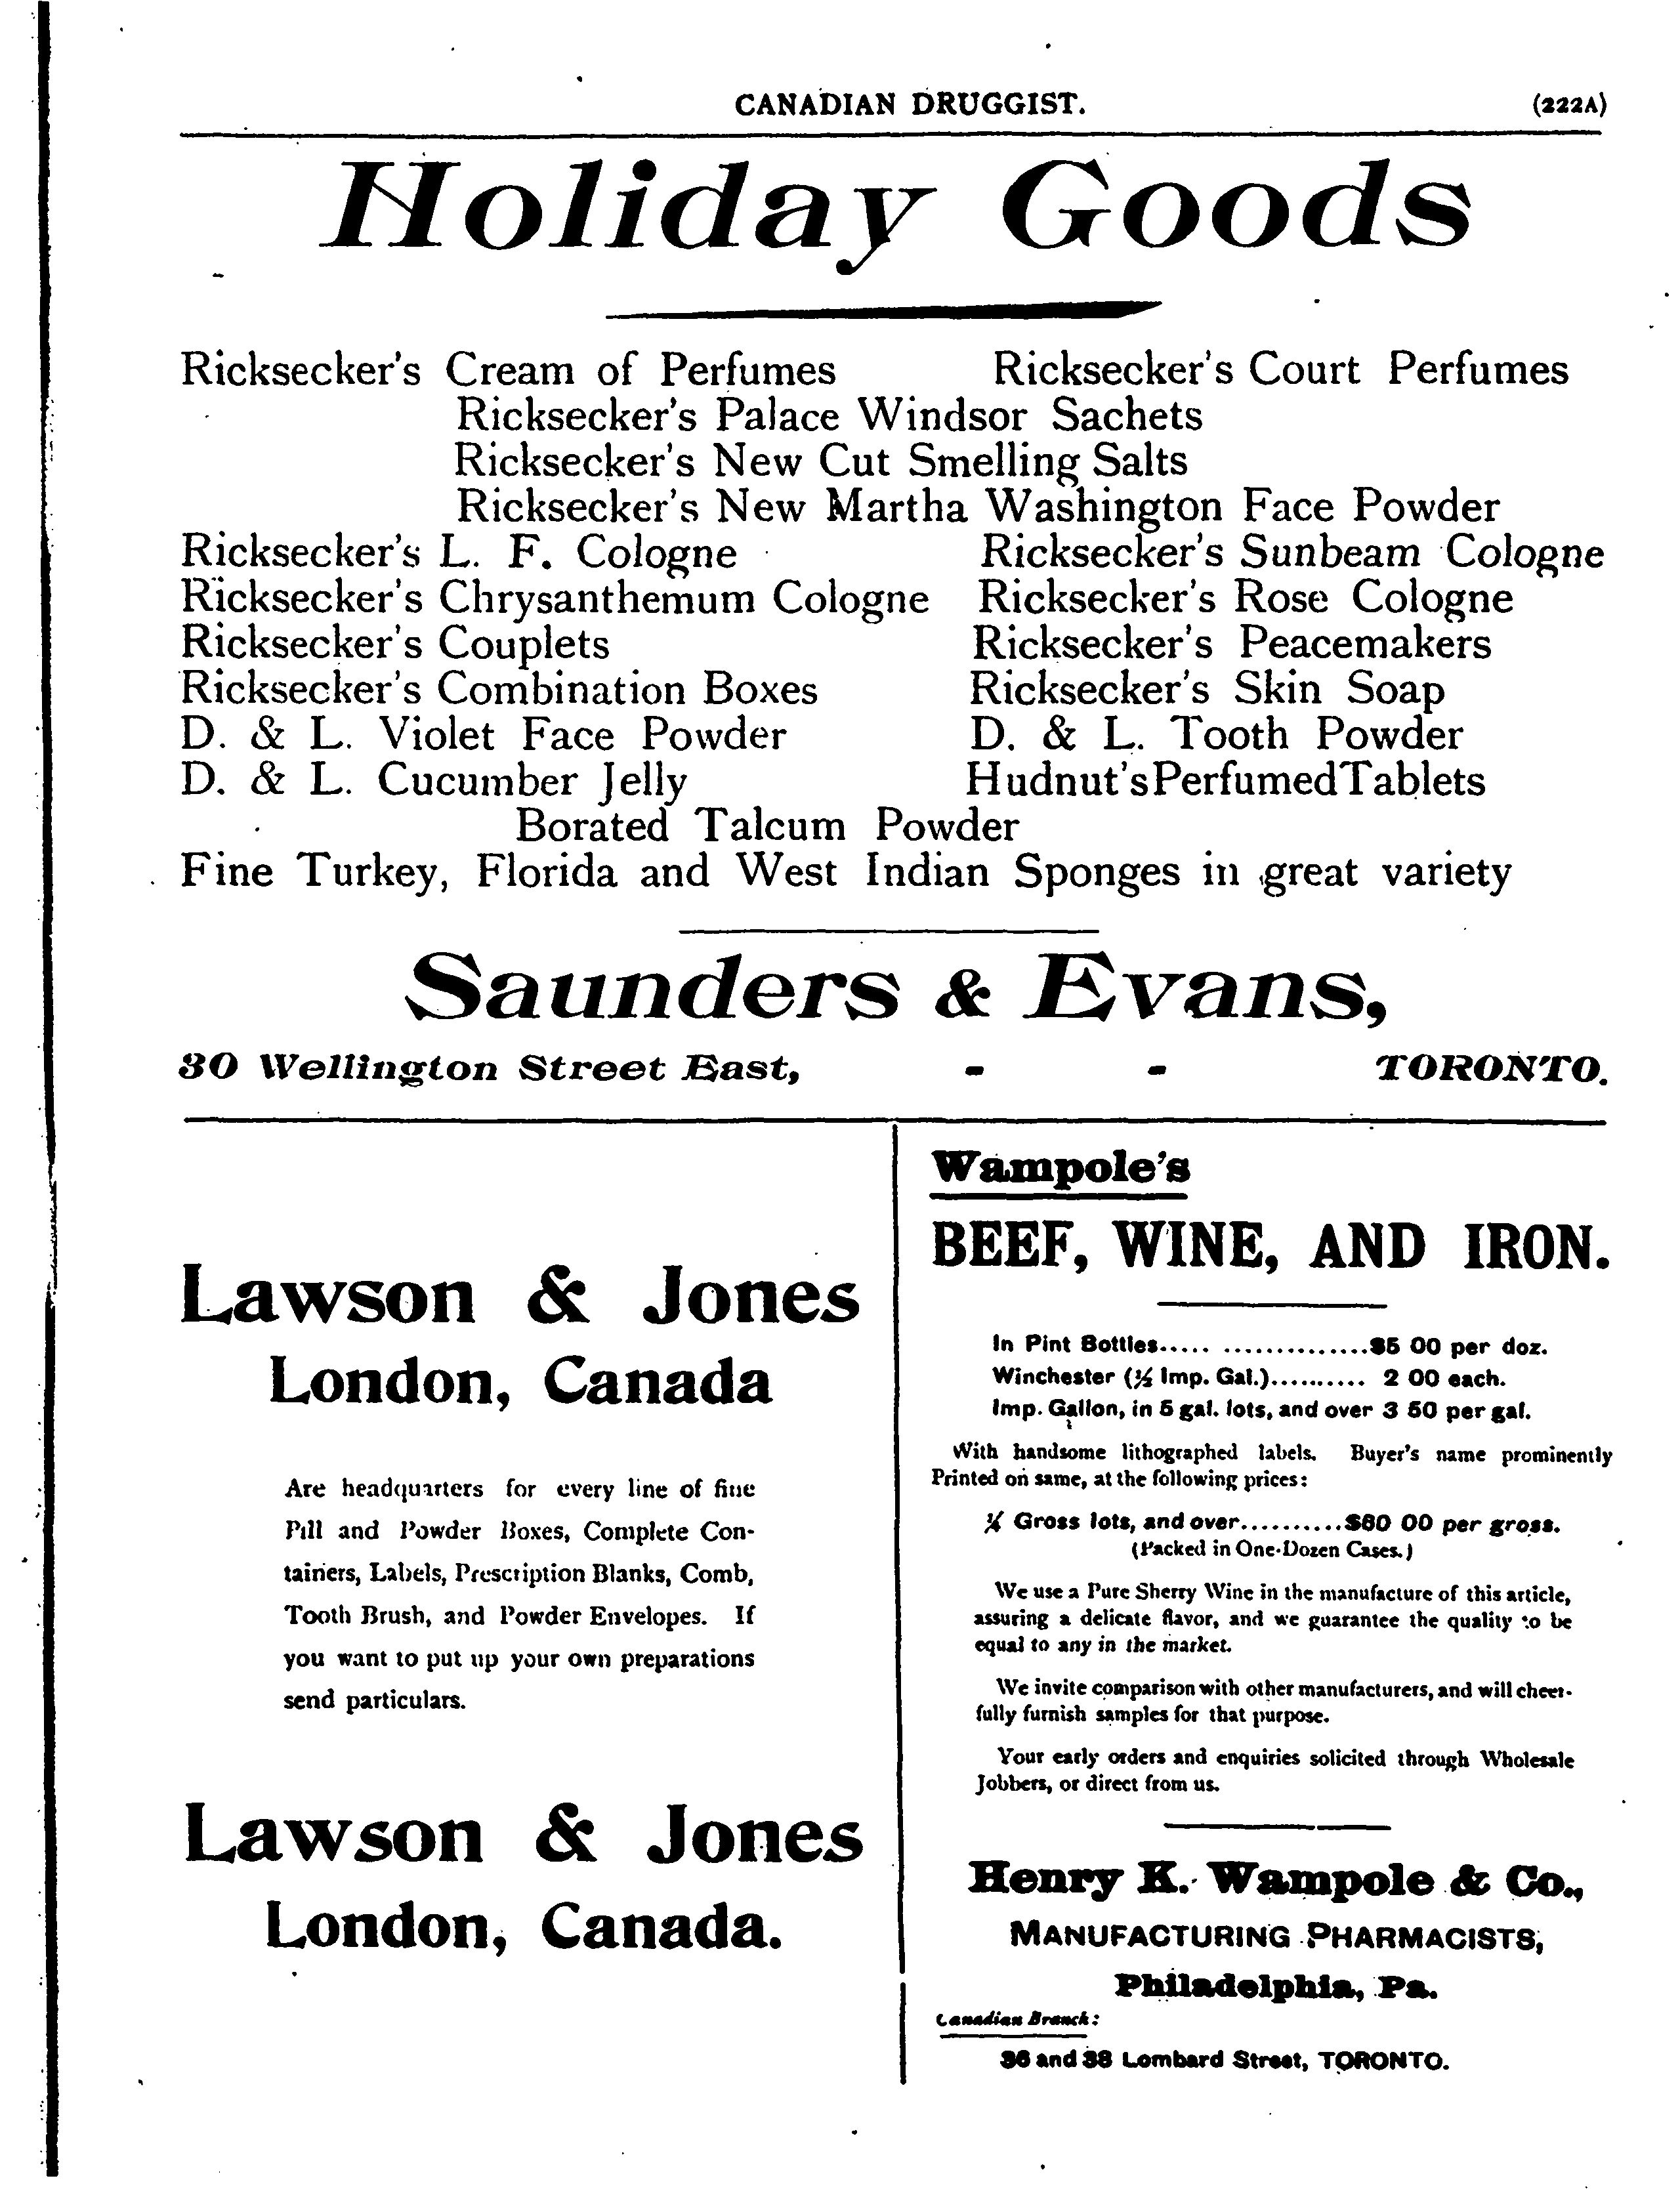 CANADIAN DRUGGIST. (222A)
Holiday Goods
Ricksecker's Cream of Perfumes Ricksecker's Court Perfumes
Ricksecker's Palace Windsor Sachets
Ricksecker's New Cut Smelling Salts
Ricksecker's New Martha Washington Face Powder
Ricksecker's L. F. Cologne Ricksecker's Sunbeam Cologne
Ricksecker's Chrysanthemum Cologne Ricksecker's Rose Cologne
Ricksecker's Couplets Ricksecker's Peacemakers
Ricksecker's Combination Boxes Ricksecker's Skin Soap
D. & L. Violet Face Powder D. & L. Tooth Powder
D. & L. Cucumber Jelly Hudnut's Perfumed Tablets
Borated Talcum Powder
Fine Turkey, Florida and West Indian Sponges in great variety
Saunders & Evans,
30 Wellington Street East, - - TORONTO.
Lawson & Jones
London, Canada
Are headquarters for every line of fine
Pill and Powder Boxes, Complete Con-
tainers, Labels, Prescription Blanks, Comb,
Tooth Brush, and Powder Envelopes. If
you want to put up your own preparations
send particulars.
Lawson & Jones
London, Canada.
Wampole's
BEEF, WINE, AND IRON.
In Pint Bottles..... ...............$5 00 per doz.
Winchester (½ Imp. Gal.).......... 2 00 each.
Imp. Gallon, in 5 gal. lots, and over 3 50 per gal.
With handsome lithographed labels. Buyer's name prominently
Printed on same, at the following prices:
¼ Gross lots, and over..........$60 00 per gross.
(Packed in One-Dozen Cases.)
We use a Pure Sherry Wine in the manufacture of this article,
assuring a delicate flavor, and we guarantee the quality to be
equal to any in the market.
We invite comparison with other manufacturers, and will cheer-
fully furnish samples for that purpose.
Your early orders and enquiries solicited through Wholesale
Jobbers, or direct from us.
Henry K. Wampole & Co.,
MANUFACTURING PHARMACISTS,
Philadelphia, Pa.
Canadian Branch:
36 and 38 Lombard Street, TORONTO.